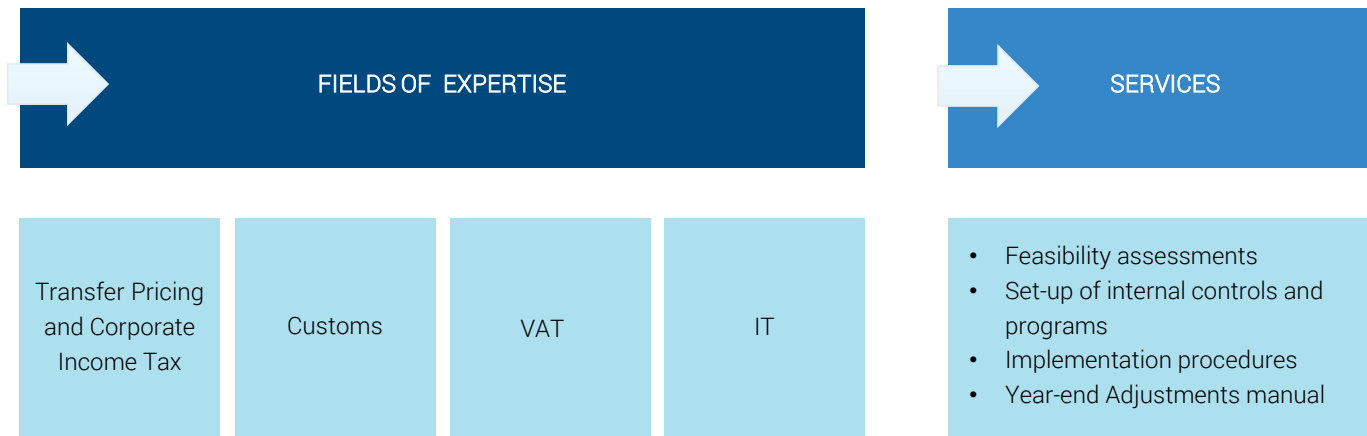 FIELDS OF EXPERTISE
SERVICES
Transfer Pricing
and Corporate
Income Tax
Customs
VAT
IT
• Feasibility assessments
• Set-up of internal controls and
programs
• Implementation procedures
• Year-end Adjustments manual